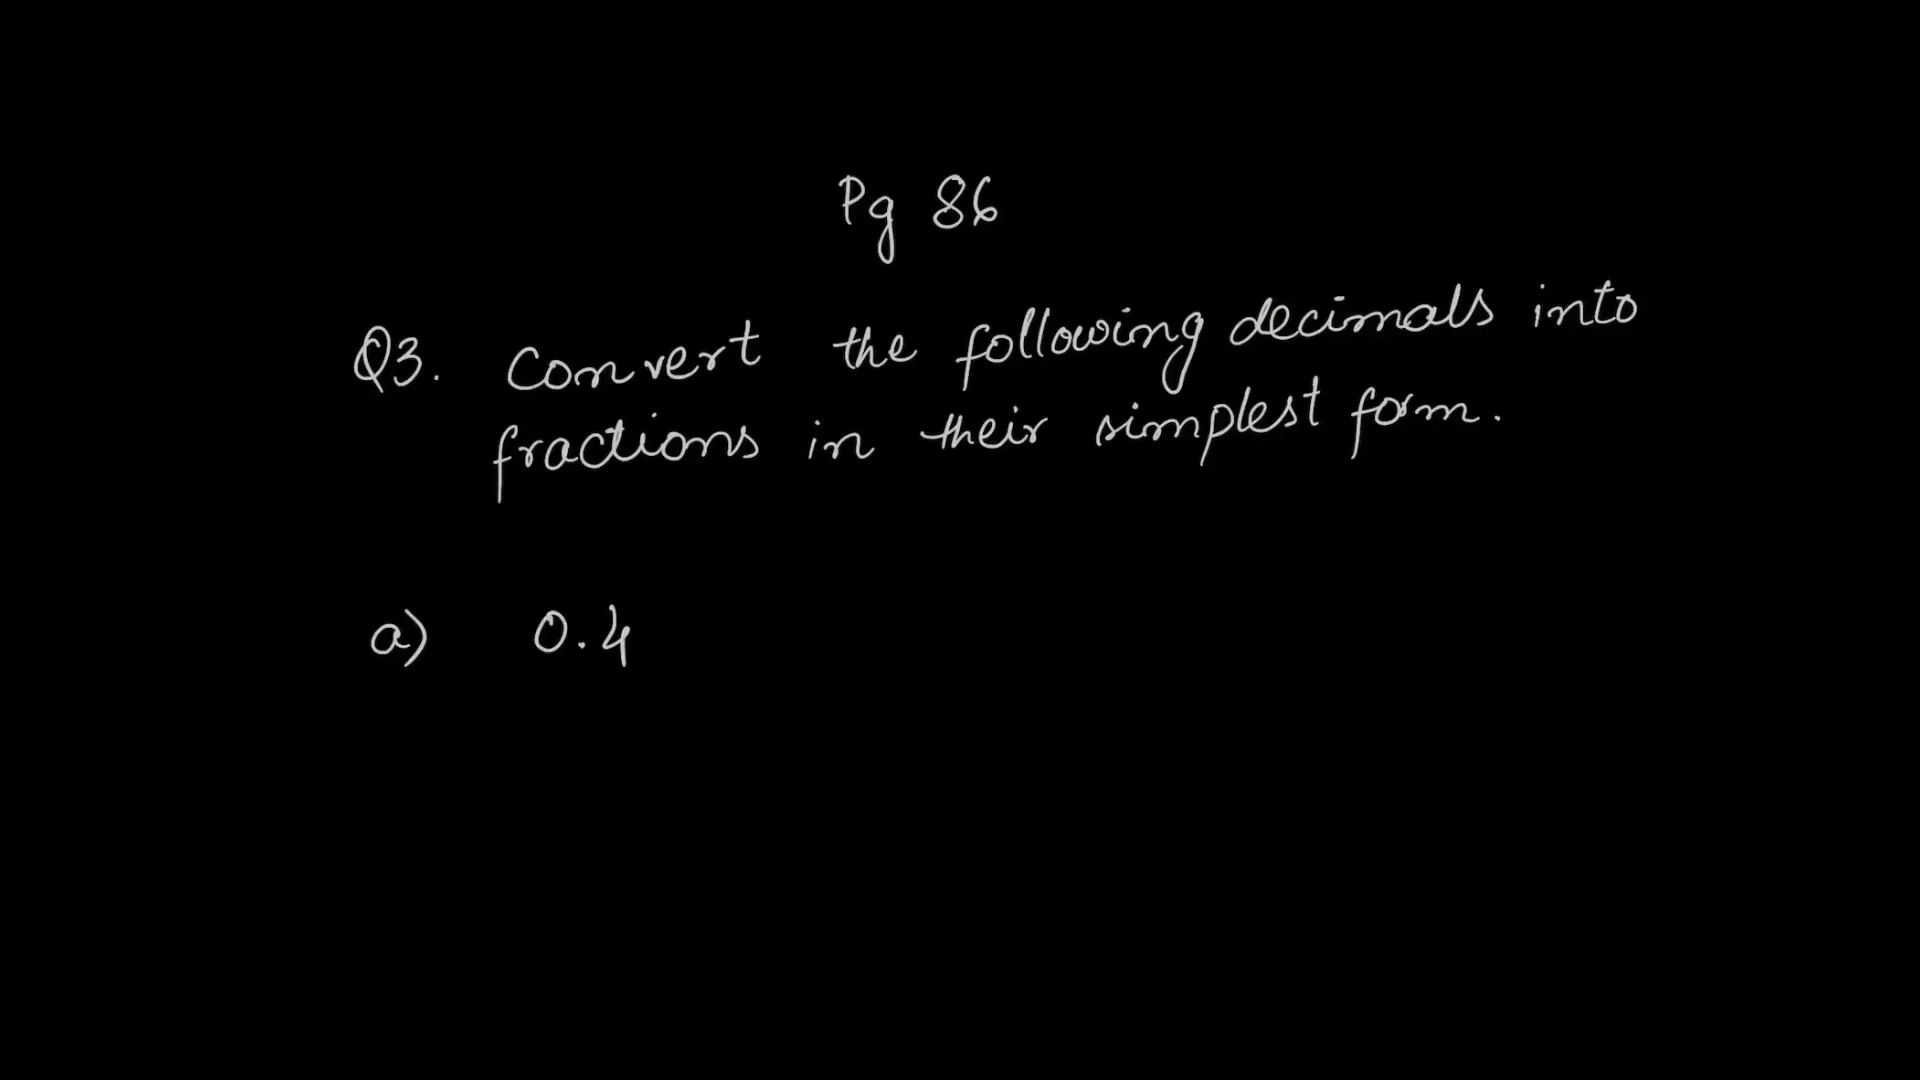 Pg 86
Q3. Convert the following decimals into
fractions in their simplest form.
a) 0.4